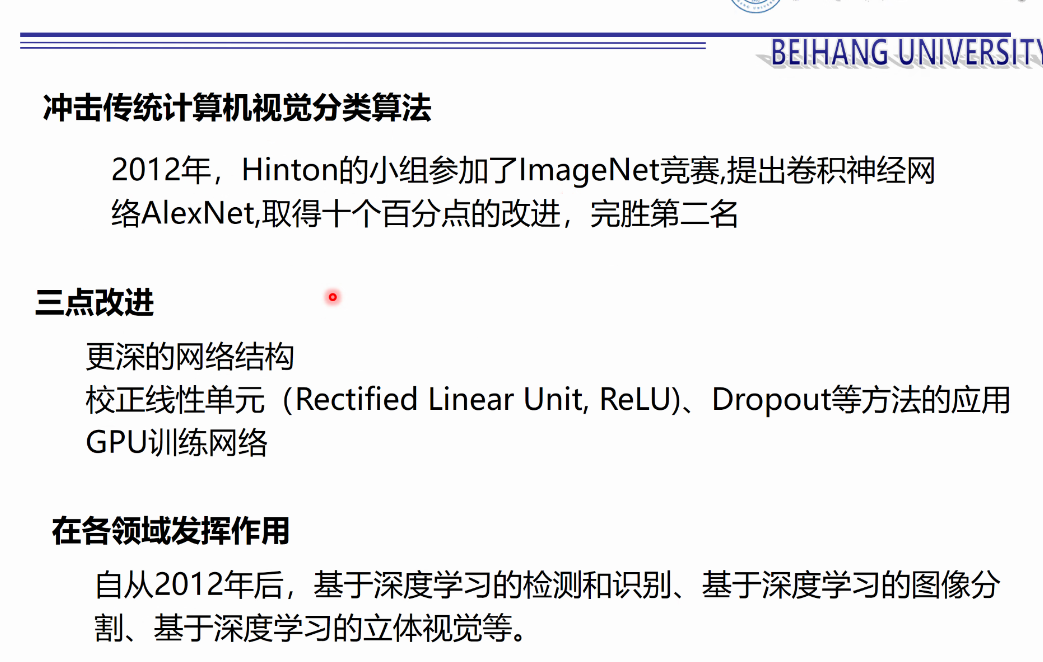 BEIHANG UNIVERSITY
冲击传统计算机视觉分类算法
2012年，Hinton的小组参加了ImageNet竞赛,提出卷积神经网
络AlexNet,取得十个百分点的改进，完胜第二名
三点改进
更深的网络结构
校正线性单元（Rectified Linear Unit, ReLU)、Dropout等方法的应用
GPU训练网络
在各领域发挥作用
自从2012年后，基于深度学习的检测和识别、基于深度学习的图像分
割、基于深度学习的立体视觉等。